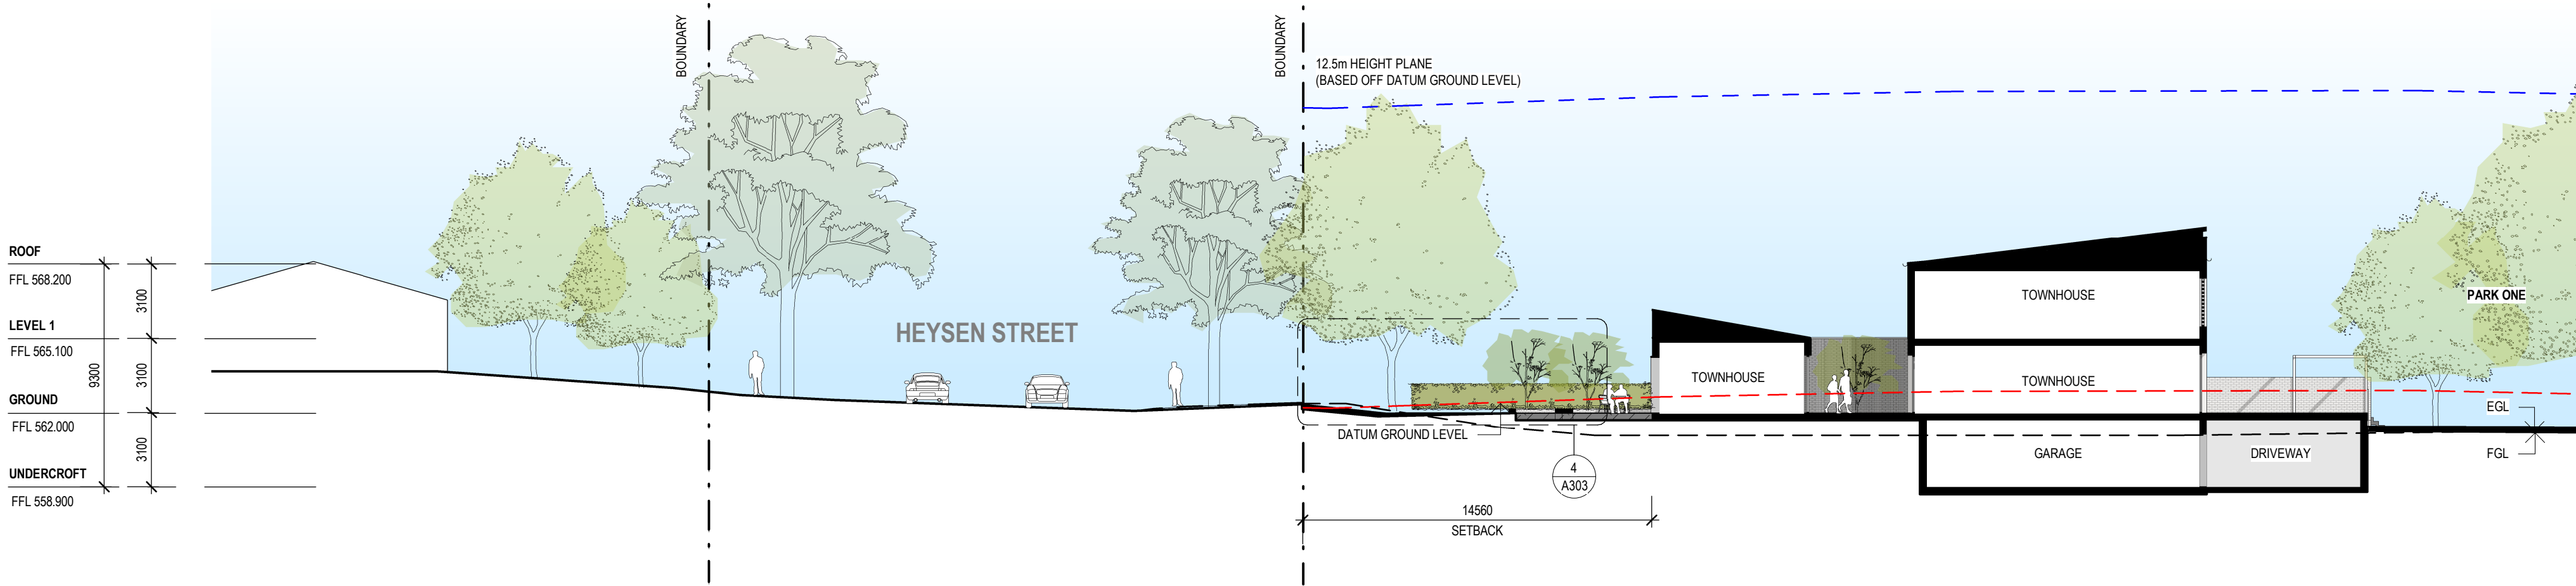 BOUNDARY
BOUNDARY
12.5m HEIGHT PLANE
(BASED OFF DATUM GROUND LEVEL)
ROOF
FFL 568.200
LEVEL 1
FFL 565.100
GROUND
FFL 562.000
UNDERCROFT
FFL 558.900
9300
3100
3100
3100
HEYSEN STREET
TOWNHOUSE
TOWNHOUSE
TOWNHOUSE
PARK ONE
DATUM GROUND LEVEL
GARAGE
DRIVEWAY
EGL
FGL
4
A303
14560
SETBACK